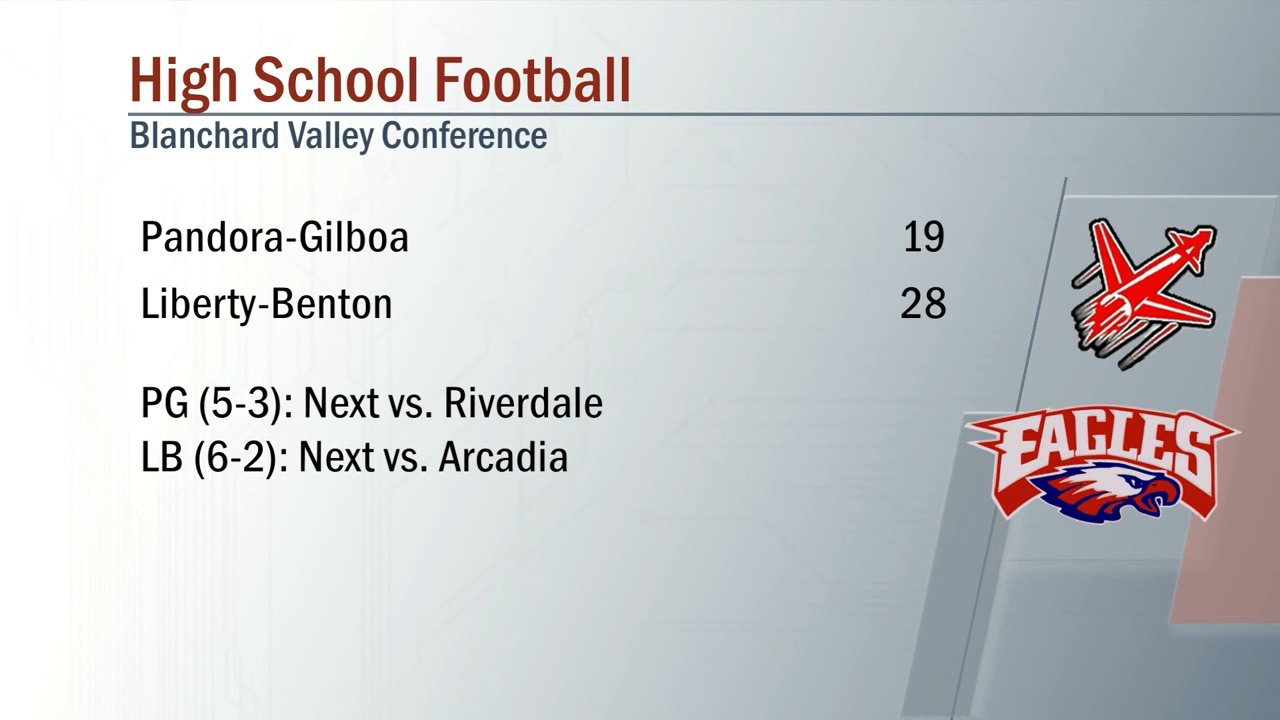 High School Football
Blanchard Valley Conference
Pandora-Gilboa 19
Liberty-Benton 28
PG (5-3): Next vs. Riverdale
LB (6-2): Next vs. Arcadia
EAGLES